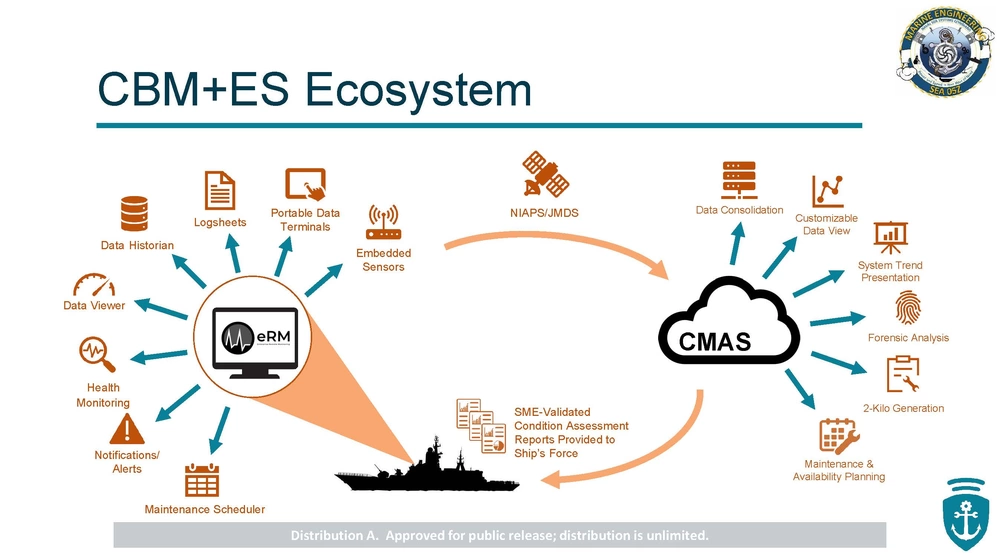 MARINE ENGINEERING
SEA 05Z
CBM+ES Ecosystem
Data Historian
Logsheets
Portable Data
Terminals
Embedded
Sensors
NIAPS/JMDS
Data Consolidation
Customizable
Data View
System Trend
Presentation
Data Viewer
eRM
CMAS
Forensic Analysis
Health
Monitoring
2-Kilo Generation
SME-Validated
Condition Assessment
Reports Provided to
Ship's Force
Notifications/
Alerts
Maintenance &
Availability Planning
Maintenance Scheduler
Distribution A. Approved for public release; distribution is unlimited.